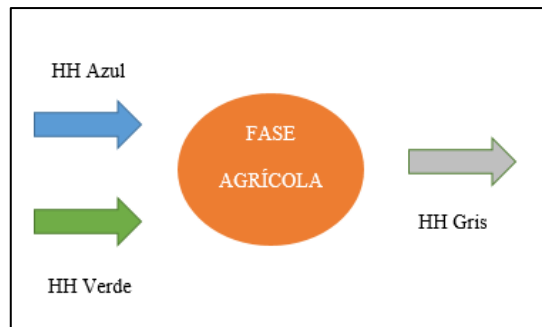 HH Azul
FASE
AGRÍCOLA
HH Gris
HH Verde